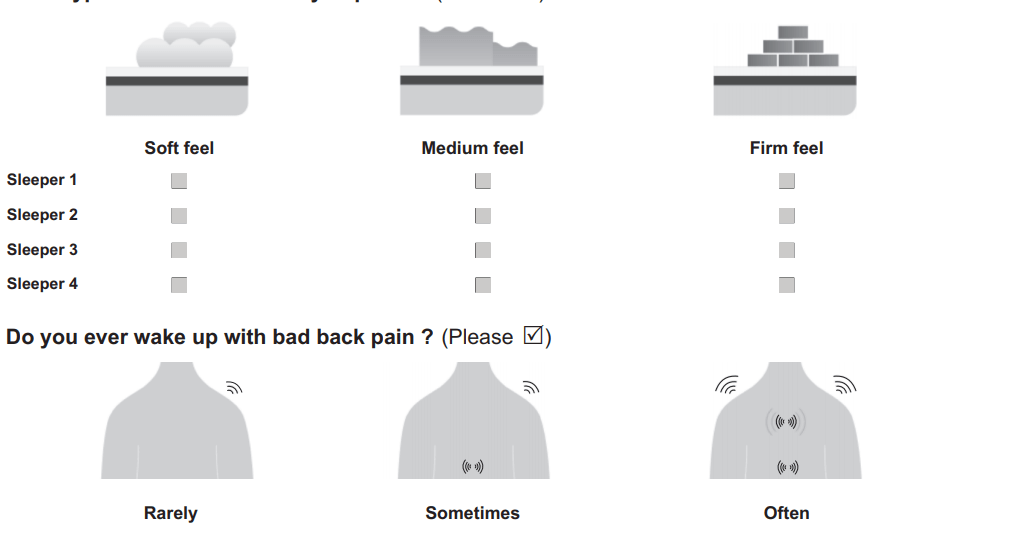 Soft feel Medium feel Firm feel
Sleeper 1
Sleeper 2
Sleeper 3
Sleeper 4
Do you ever wake up with bad back pain ? (Please ☑)
Rarely Sometimes Often